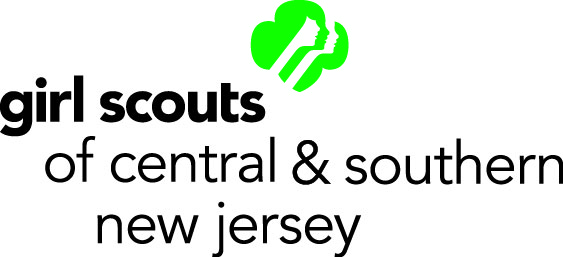 girl scouts
of central & southern
new jersey